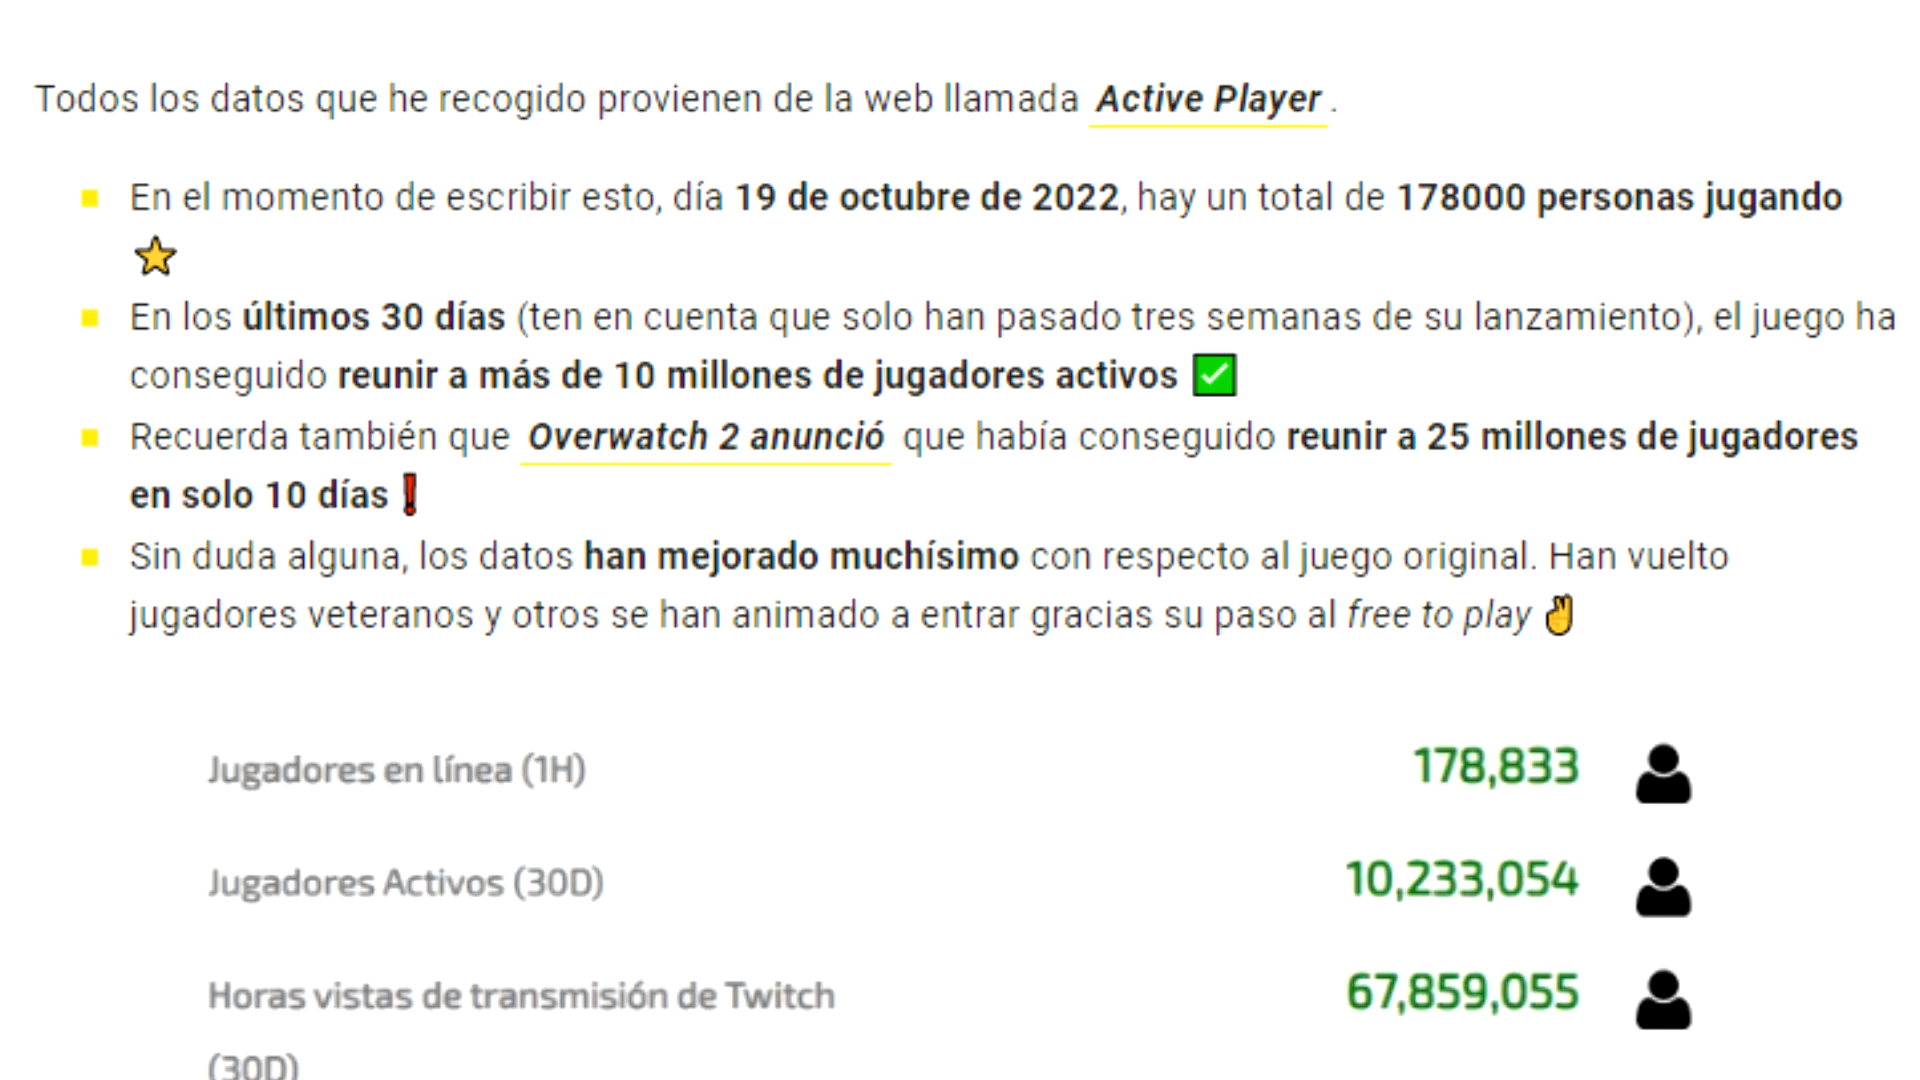 Todos los datos que he recogido provienen de la web llamada Active Player.
En el momento de escribir esto, día 19 de octubre de 2022, hay un total de 178000 personas jugando
⭐
En los últimos 30 días (ten en cuenta que solo han pasado tres semanas de su lanzamiento), el juego ha
conseguido reunir a más de 10 millones de jugadores activos ✅
Recuerda también que Overwatch 2 anunció que había conseguido reunir a 25 millones de jugadores
en solo 10 días ❗
Sin duda alguna, los datos han mejorado muchísimo con respecto al juego original. Han vuelto
jugadores veteranos y otros se han animado a entrar gracias su paso al free to play ✌
Jugadores en línea (1H) 178,833
Jugadores Activos (30D) 10,233,054
Horas vistas de transmisión de Twitch 67,859,055
(30D)